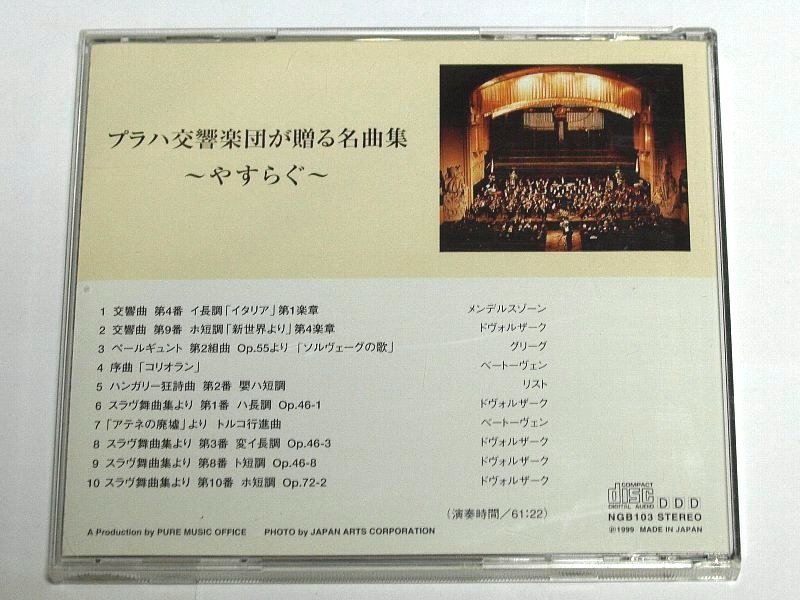 プラハ交響楽団が贈る名曲集
～やすらぐ～
1 交響曲 第4番 イ長調「イタリア」第1楽章 メンデルスゾーン
2 交響曲 第9番 ホ短調「新世界より」第4楽章 ドヴォルザーク
3 ペールギュント 第2組曲 Op.55より 「ソルヴェーグの歌」 グリーグ
4 序曲「コリオラン」 ベートーヴェン
5 ハンガリー狂詩曲 第2番 嬰ハ短調 リスト
6 スラヴ舞曲集より 第1番 ハ長調 Op.46-1 ドヴォルザーク
7 「アテネの廃墟」より トルコ行進曲 ベートーヴェン
8 スラヴ舞曲集より 第3番 変イ長調 Op.46-3 ドヴォルザーク
9 スラヴ舞曲集より 第8番 ト短調 Op.46-8 ドヴォルザーク
10 スラヴ舞曲集より 第10番 ホ短調 Op.72-2 ドヴォルザーク
（演奏時間／61:22）
COMPACT
disc
DIGITAL AUDIO
DDD
NGB103 STEREO
℗1999 MADE IN JAPAN
A Production by PURE MUSIC OFFICE PHOTO by JAPAN ARTS CORPORATION